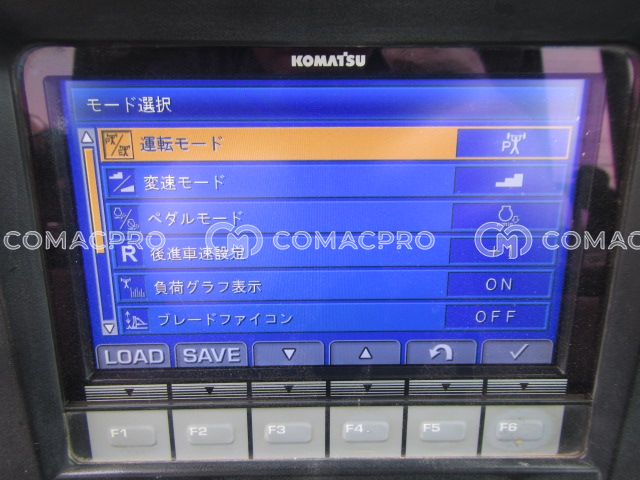 KOMATSU
モード選択
運転モード P
変速モード
ペダルモード
COMACPRO COMACPRO COMAC
R 後進車速設定
負荷グラフ表示 ON
ブレードファイコン OFF
LOAD SAVE
F1 F2 F3 F4 F5 F6